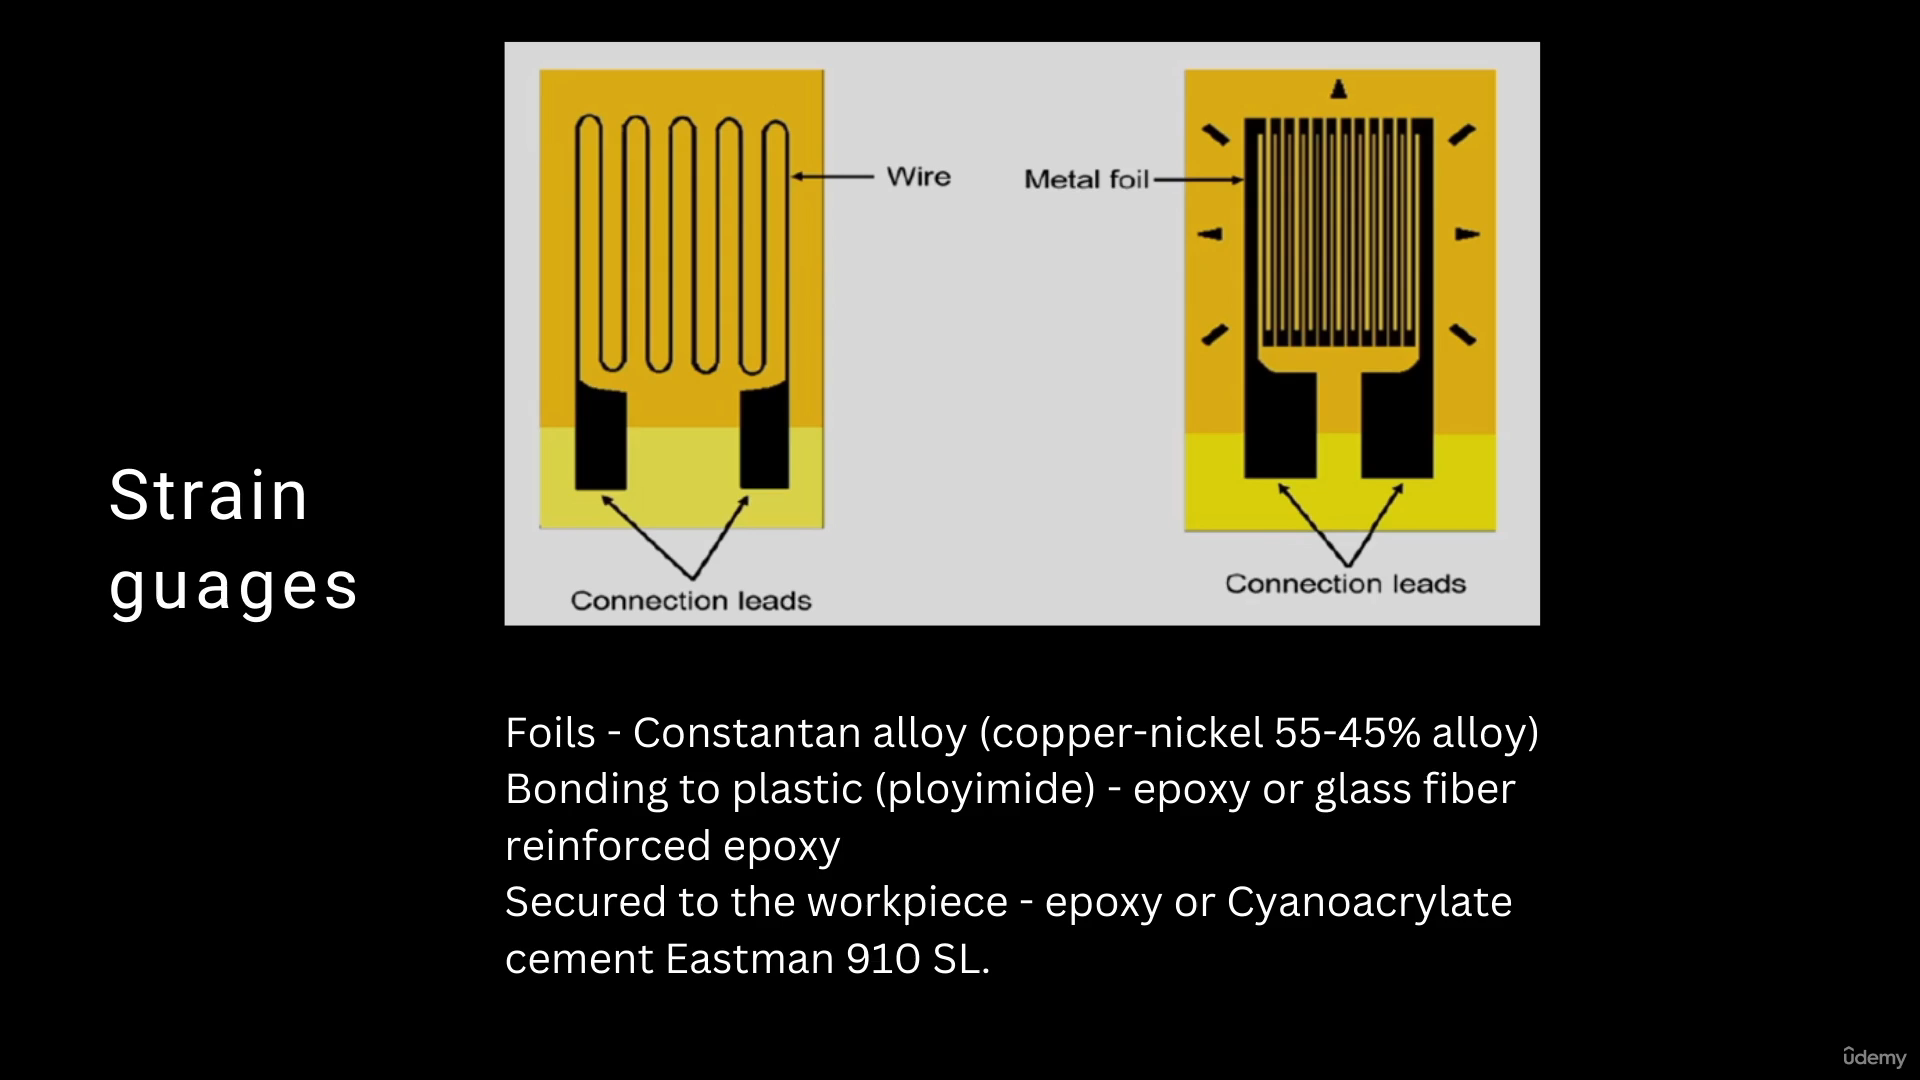 Strain
guages
Wire
Metal foil
Connection leads
Connection leads
Foils - Constantan alloy (copper-nickel 55-45% alloy)
Bonding to plastic (ployimide) - epoxy or glass fiber
reinforced epoxy
Secured to the workpiece - epoxy or Cyanoacrylate
cement Eastman 910 SL.
ûdemy